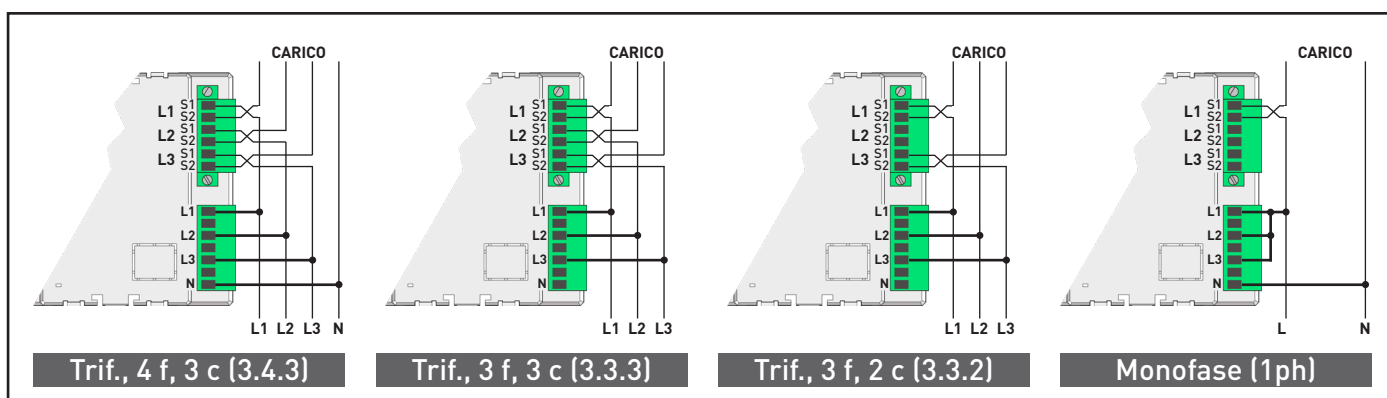 CARICO
L1 S1
S2
L2 S1
S2
L3 S1
S2
L1
L2
L3
N
L1 L2 L3 N
Trif., 4 f, 3 c (3.4.3)
CARICO
L1 S1
S2
L2 S1
S2
L3 S1
S2
L1
L2
L3
N
L1 L2 L3
Trif., 3 f, 3 c (3.3.3)
CARICO
L1 S1
S2
L2 S1
S2
L3 S1
S2
L1
L2
L3
N
L1 L2 L3
Trif., 3 f, 2 c (3.3.2)
CARICO
L1 S1
S2
L2 S1
S2
L3 S1
S2
L1
L2
L3
N
L N
Monofase (1ph)